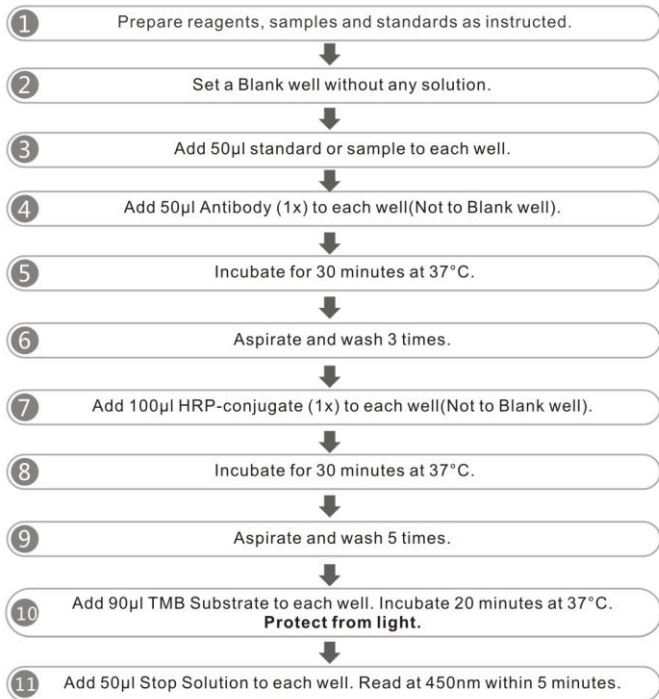 1 Prepare reagents, samples and standards as instructed.
2 Set a Blank well without any solution.
3 Add 50µl standard or sample to each well.
4 Add 50µl Antibody (1x) to each well(Not to Blank well).
5 Incubate for 30 minutes at 37°C.
6 Aspirate and wash 3 times.
7 Add 100µl HRP-conjugate (1x) to each well(Not to Blank well).
8 Incubate for 30 minutes at 37°C.
9 Aspirate and wash 5 times.
10 Add 90µl TMB Substrate to each well. Incubate 20 minutes at 37°C.
Protect from light.
11 Add 50µl Stop Solution to each well. Read at 450nm within 5 minutes.